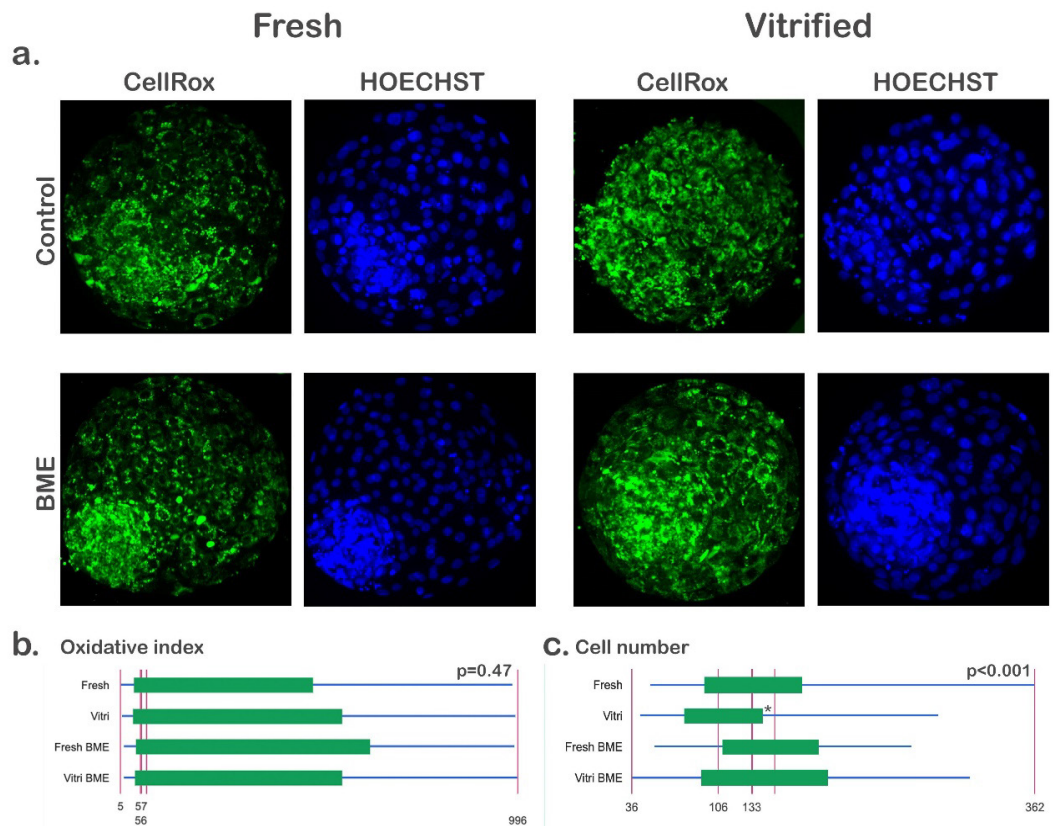 Fresh Vitrified
a.
CellRox HOECHST CellRox HOECHST
Control
BME
b. Oxidative index
p=0.47
Fresh
Vitri
Fresh BME
Vitri BME
5 57 996
56
c. Cell number
p<0.001
Fresh
Vitri *
Fresh BME
Vitri BME
36 106 133 362